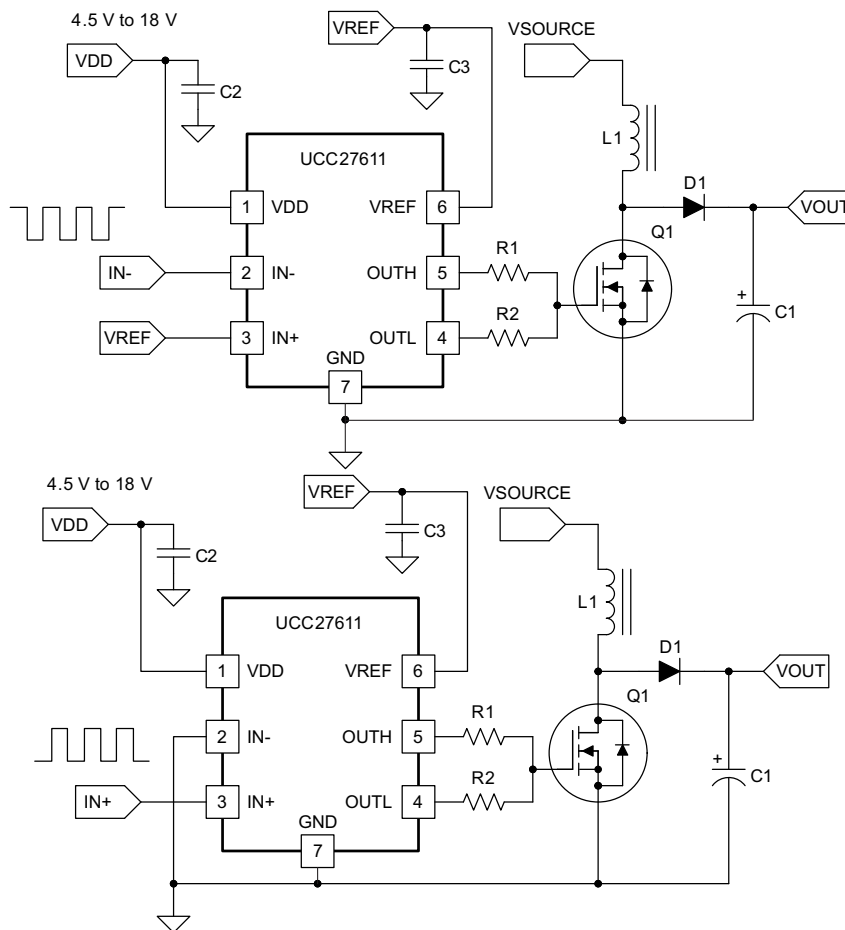 4.5 V to 18 V
VREF
VSOURCE
VDD
C2
C3
L1
UCC27611
D1
1 VDD
VREF 6
VOUT
Q1
IN-
2 IN-
OUTH 5
R1
+
C1
VREF
3 IN+
OUTL 4
R2
GND
7
4.5 V to 18 V
VREF
VSOURCE
VDD
C2
C3
L1
UCC27611
D1
1 VDD
VREF 6
VOUT
Q1
2 IN-
OUTH 5
R1
+
C1
IN+
3 IN+
OUTL 4
R2
GND
7